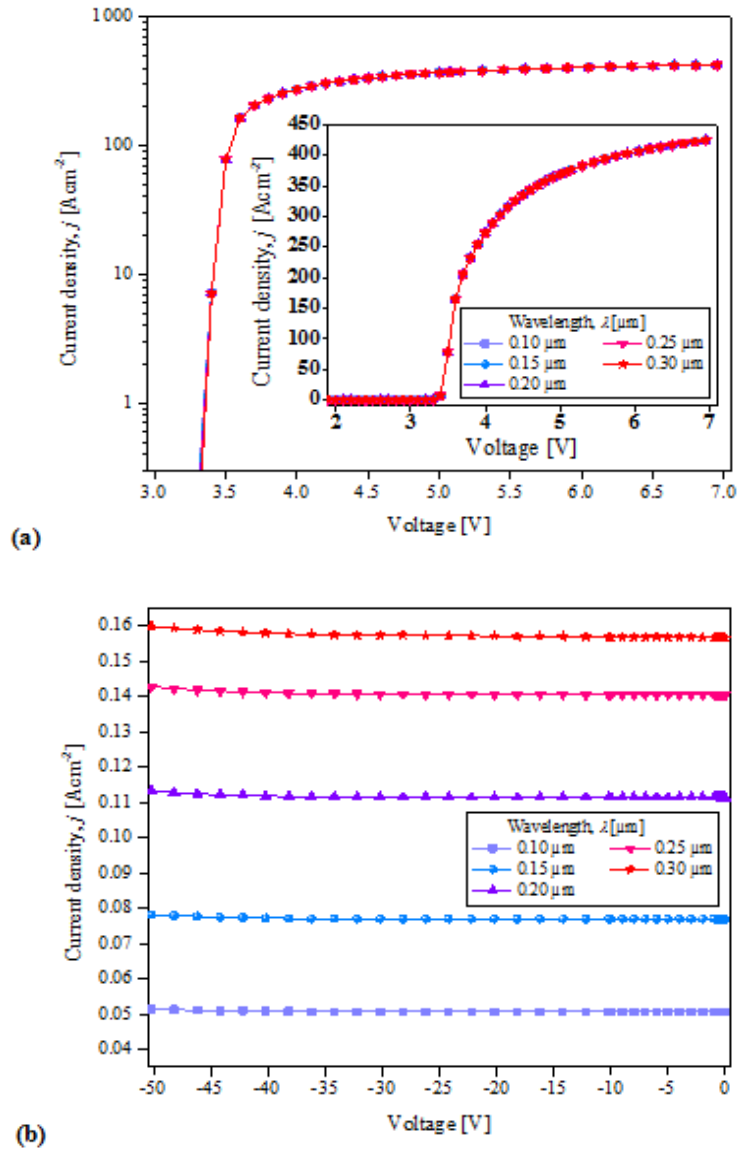 1000
100
10
1
Current density, j [Acm-2]
3.0 3.5 4.0 4.5 5.0 5.5 6.0 6.5 7.0
Voltage [V]
450
400
350
300
250
200
150
100
50
0
Current density, j [Acm-2]
2 3 4 5 6 7
Voltage [V]
Wavelength, λ [µm]
0.10 µm 0.25 µm
0.15 µm 0.30 µm
0.20 µm
(a)
0.16
0.15
0.14
0.13
0.12
0.11
0.10
0.09
0.08
0.07
0.06
0.05
0.04
Current density, j [Acm-2]
Wavelength, λ [µm]
0.10 µm 0.25 µm
0.15 µm 0.30 µm
0.20 µm
-50 -45 -40 -35 -30 -25 -20 -15 -10 -5 0
Voltage [V]
(b)